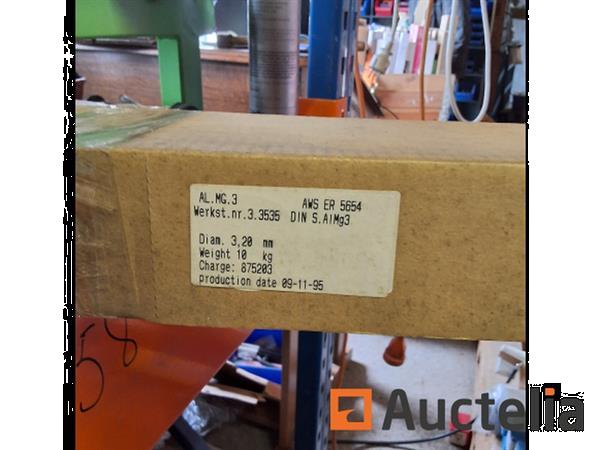 AL.MG.3 AWS ER 5654
Werkst.nr.3.3535 DIN S.AlMg3
Diam. 3,20 mm
Weight 10 kg
Charge: 875203
production date 09-11-95
58
Auctelia